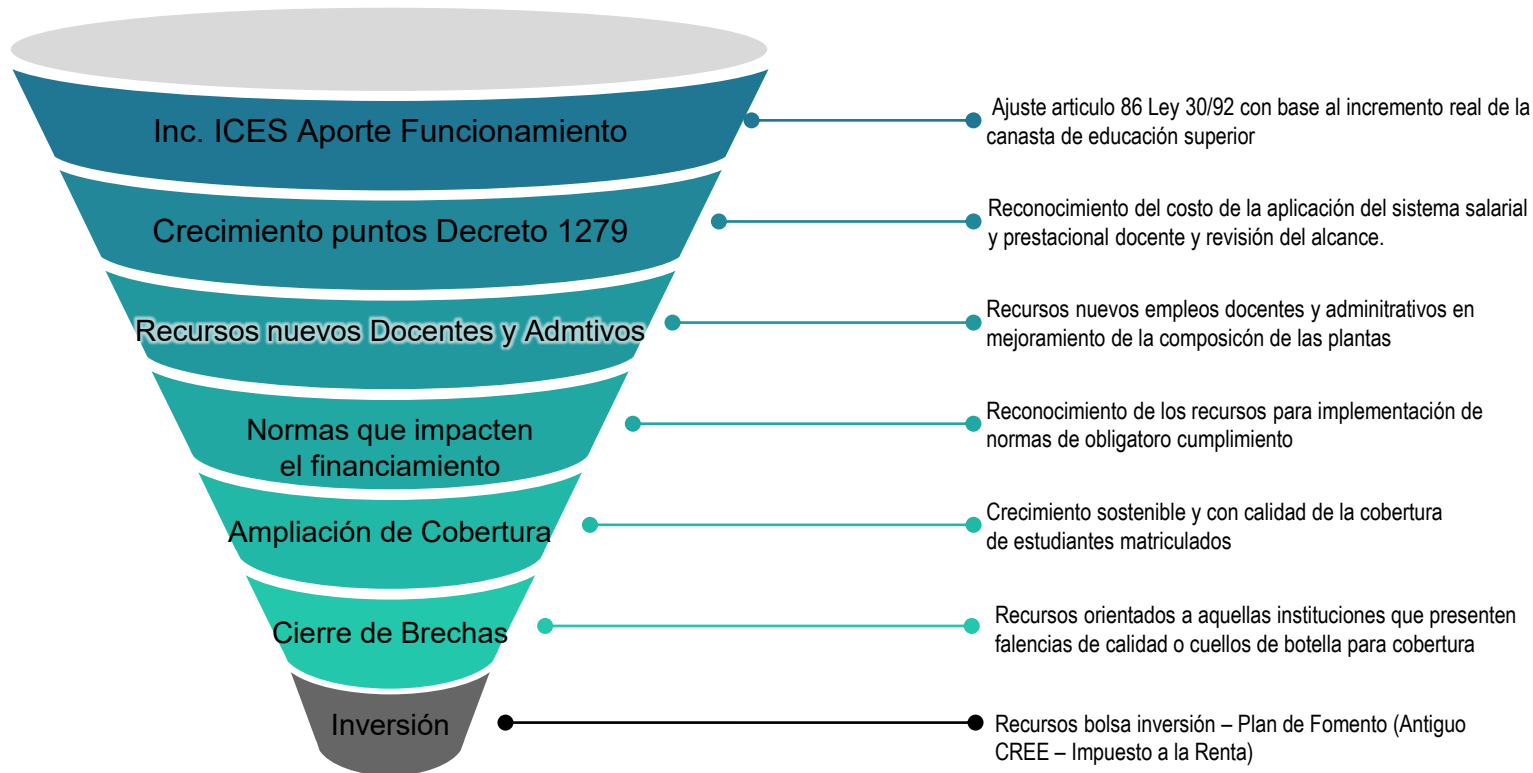 Inc. ICES Aporte Funcionamiento
Ajuste articulo 86 Ley 30/92 con base al incremento real de la
canasta de educación superior
Crecimiento puntos Decreto 1279
Reconocimiento del costo de la aplicación del sistema salarial
y prestacional docente y revisión del alcance.
Recursos nuevos Docentes y Admtivos
Recursos nuevos empleos docentes y adminitrativos en
mejoramiento de la composicón de las plantas
Normas que impacten
el financiamiento
Reconocimiento de los recursos para implementación de
normas de obligatoro cumplimiento
Ampliación de Cobertura
Crecimiento sostenible y con calidad de la cobertura
de estudiantes matriculados
Cierre de Brechas
Recursos orientados a aquellas instituciones que presenten
falencias de calidad o cuellos de botella para cobertura
Inversión
Recursos bolsa inversión – Plan de Fomento (Antiguo
CREE – Impuesto a la Renta)